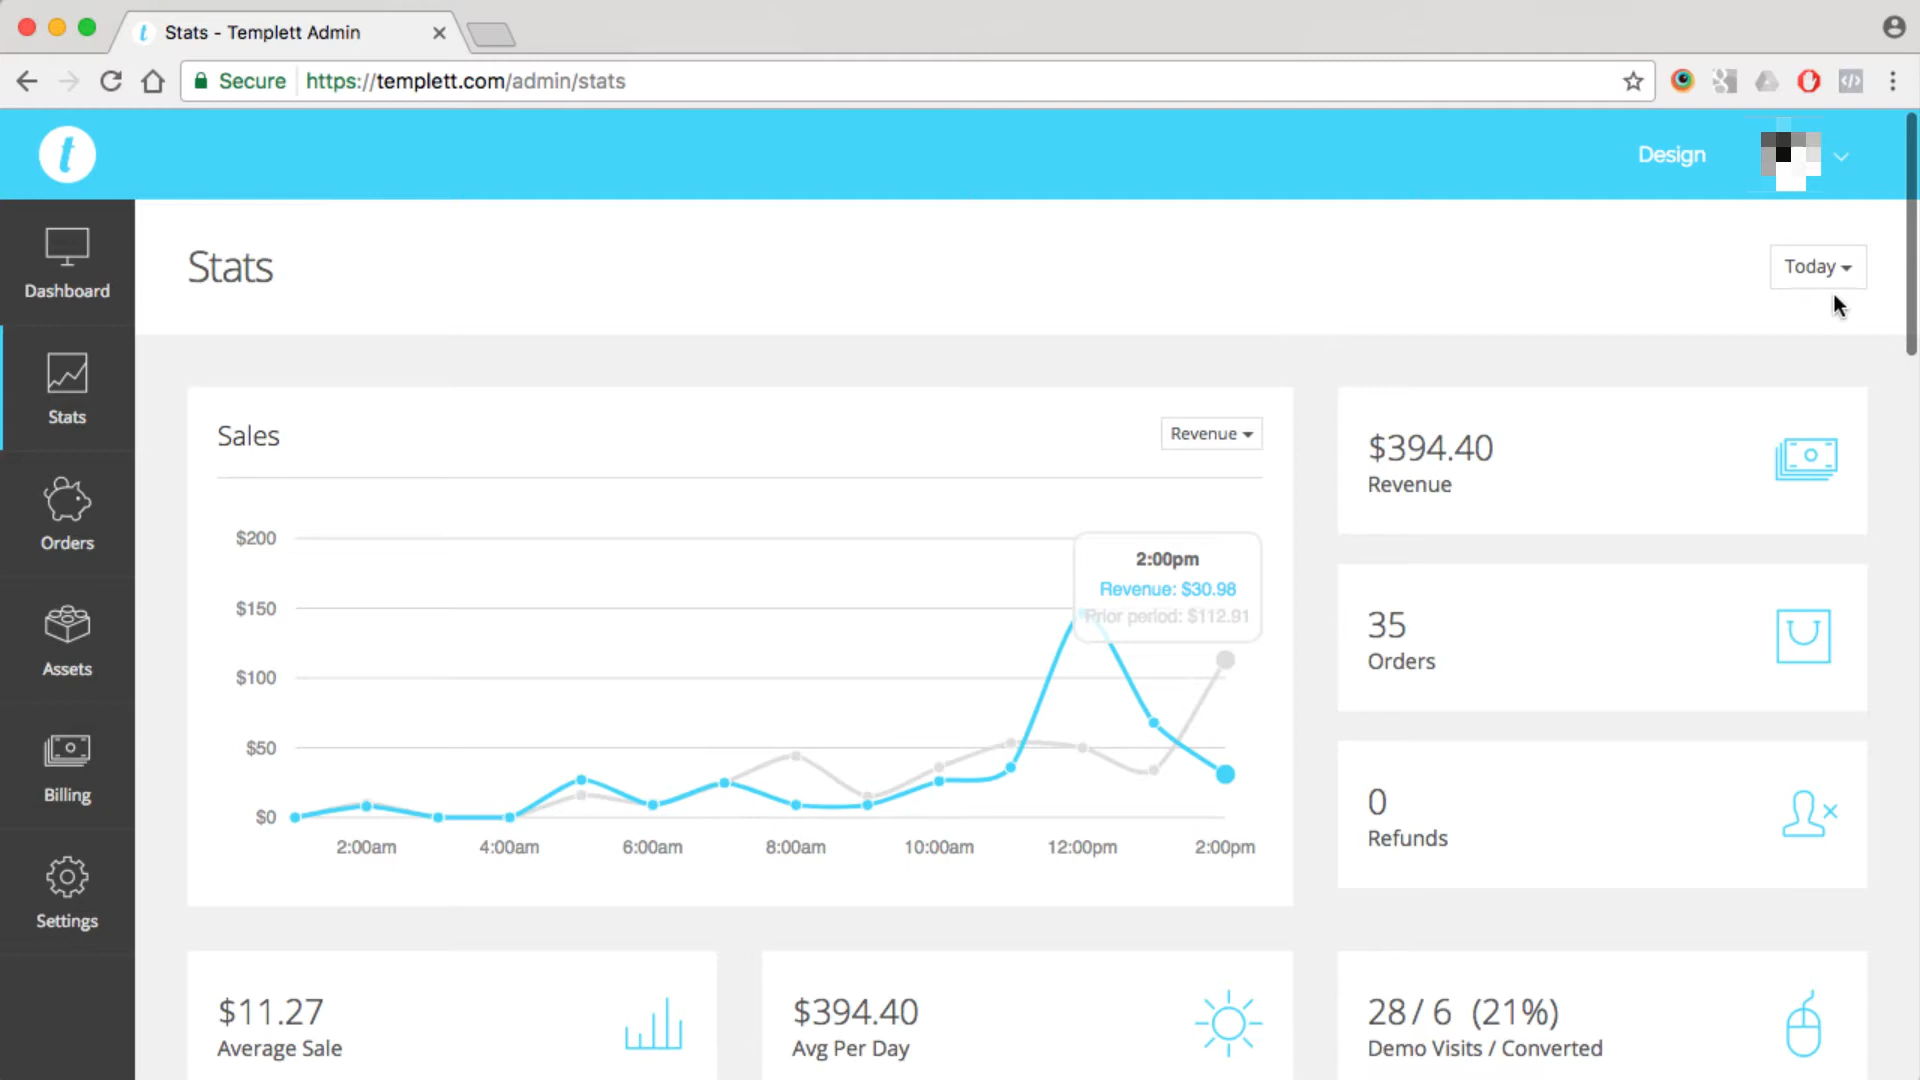 t Stats - Templett Admin
Secure https://templett.com/admin/stats
t
Design
Dashboard
Stats
Orders
Assets
Billing
Settings
Stats
Today
Sales
Revenue
$200
$150
$100
$50
$0
2:00pm
Revenue: $30.98
Prior period: $112.91
2:00am 4:00am 6:00am 8:00am 10:00am 12:00pm 2:00pm
$394.40
Revenue
35
Orders
0
Refunds
$11.27
Average Sale
$394.40
Avg Per Day
28 / 6 (21%)
Demo Visits / Converted